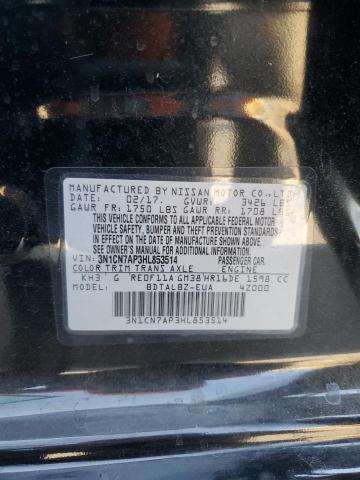 MANUFACTURED BY NISSAN MOTOR CO.,LTD.
DATE: 02/17. GVWR: 3426 LBS
GAWR FR: 1750 LBS GAWR RR: 1708 LBS
THIS VEHICLE CONFORMS TO ALL APPLICABLE
FEDERAL MOTOR VEHICLE SAFETY, BUMPER,
AND THEFT PREVENTION STANDARDS IN
EFFECT ON THE DATE OF MANUFACTURE
SHOWN ABOVE.
SEE OWNER'S MANUAL FOR ADDITIONAL INFORMATION.
VIN: 3N1CN7AP3HL853514 PASSENGER CAR.
COLOR TRIM TRANS AXLE ENGINE
KH3 G RE0F11A GM38 HR16DE 1598 CC
MODEL: BDTALBZ-EUA 4Z000
3N1CN7AP3HL853514